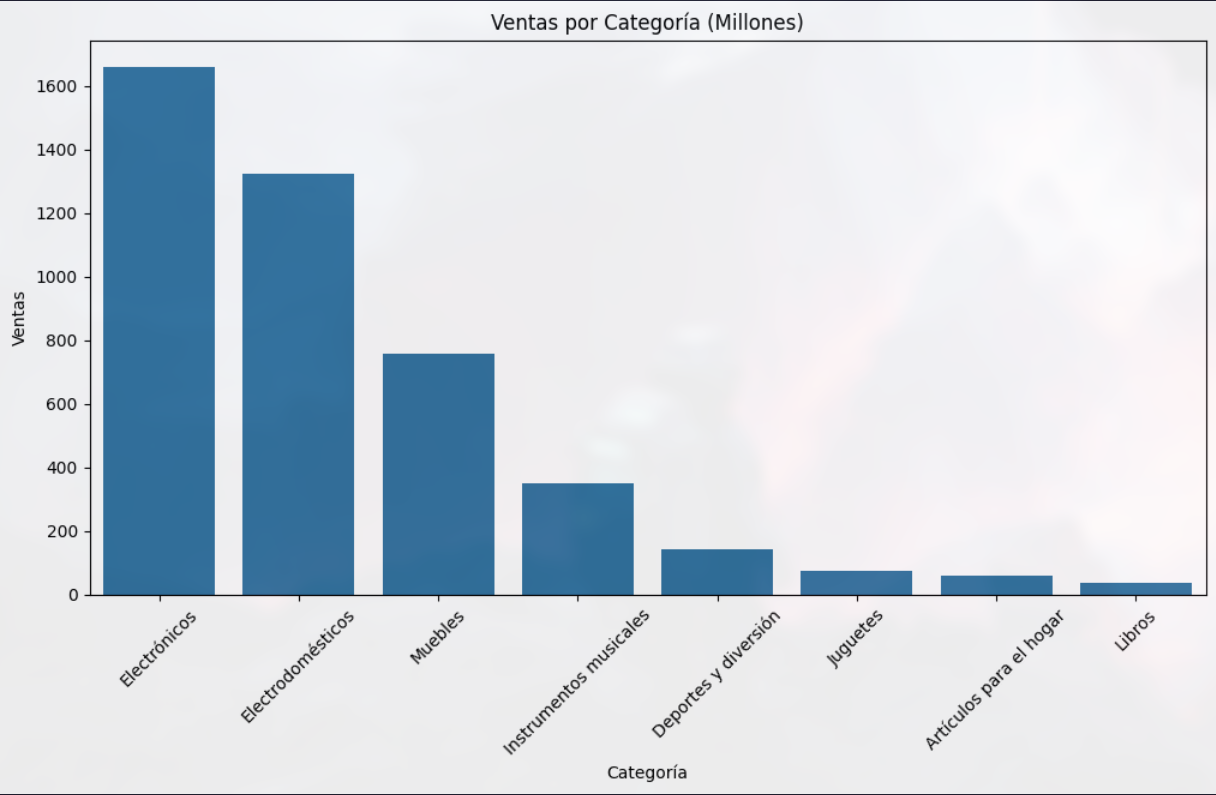 Ventas por Categoría (Millones)
Ventas
1600
1400
1200
1000
800
600
400
200
0
Electrónicos
Electrodomésticos
Muebles
Instrumentos musicales
Deportes y diversión
Juguetes
Artículos para el hogar
Libros
Categoría